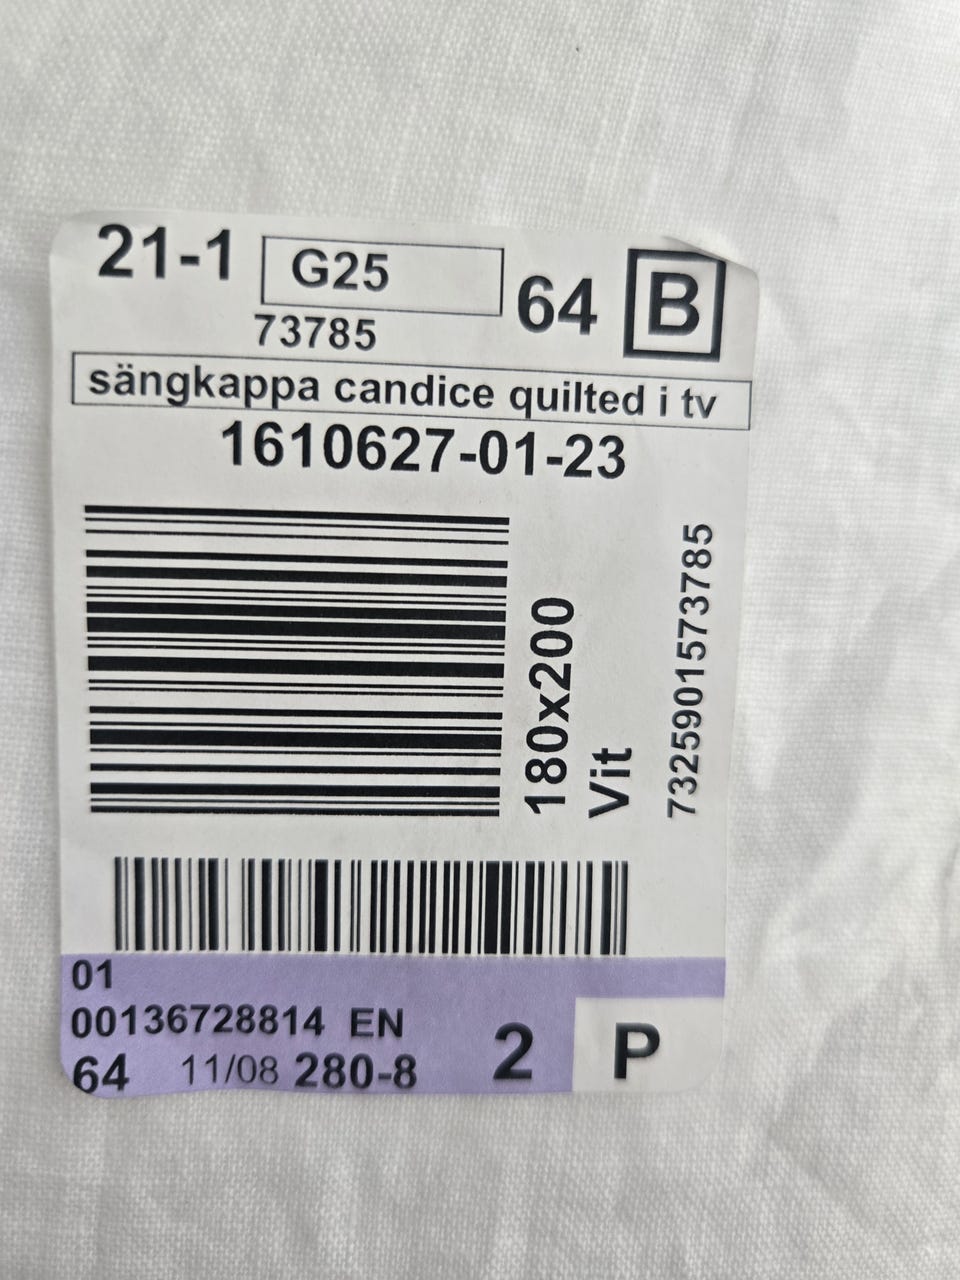 21-1 G25 64 B
73785
sängkappa candice quilted i tv
1610627-01-23
180x200
Vit
7325901573785
01
00136728814 EN
64 11/08 280-8 2 P